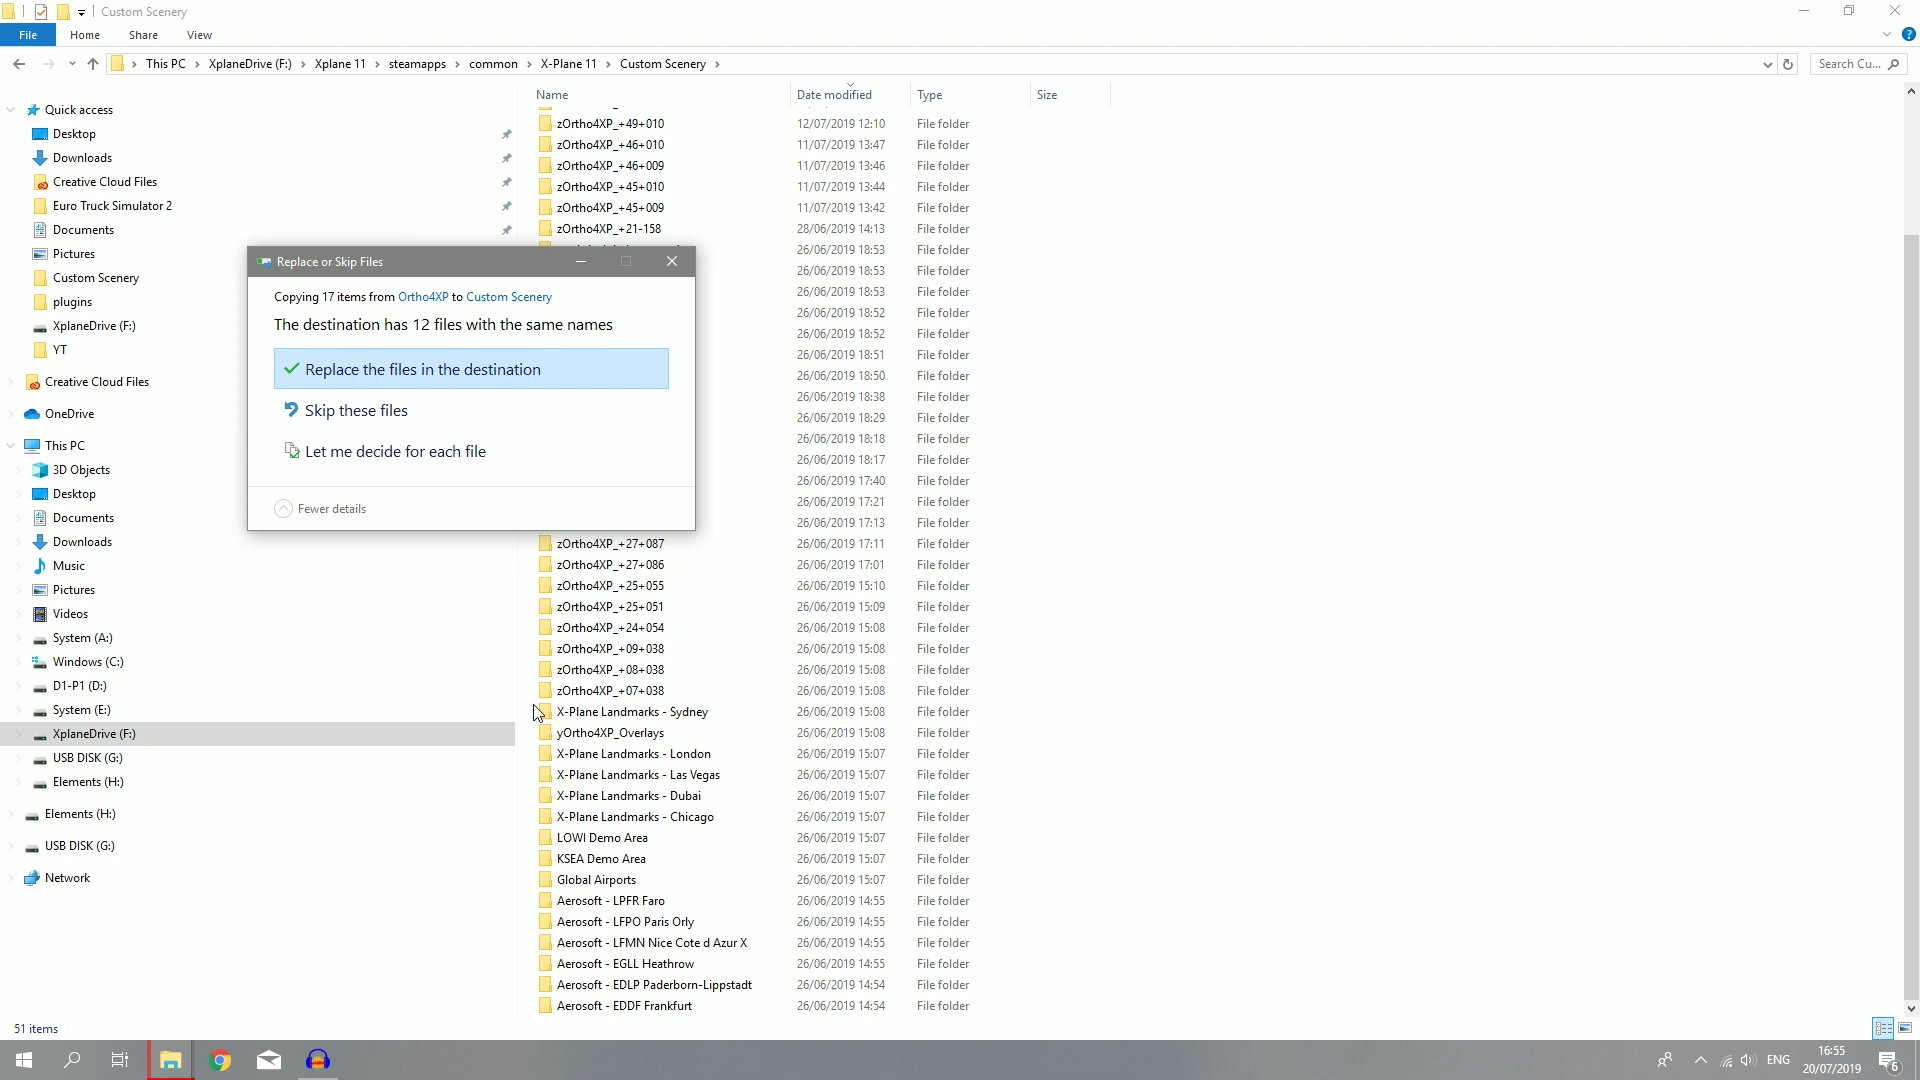 Custom Scenery
File Home Share View
This PC XplaneDrive (F:) Xplane 11 steamapps common X-Plane 11 Custom Scenery
Search Cu...
Name Date modified Type Size
Quick access
Desktop
Downloads
Creative Cloud Files
Euro Truck Simulator 2
Documents
Pictures
Custom Scenery
plugins
XplaneDrive (F:)
YT
Creative Cloud Files
OneDrive
This PC
3D Objects
Desktop
Documents
Downloads
Music
Pictures
Videos
System (A:)
Windows (C:)
D1-P1 (D:)
System (E:)
XplaneDrive (F:)
USB DISK (G:)
Elements (H:)
Elements (H:)
USB DISK (G:)
Network
zOrtho4XP_+49+010 12/07/2019 12:10 File folder
zOrtho4XP_+46+010 11/07/2019 13:47 File folder
zOrtho4XP_+46+009 11/07/2019 13:46 File folder
zOrtho4XP_+45+010 11/07/2019 13:44 File folder
zOrtho4XP_+45+009 11/07/2019 13:42 File folder
zOrtho4XP_+21-158 28/06/2019 14:13 File folder
26/06/2019 18:53 File folder
26/06/2019 18:53 File folder
26/06/2019 18:53 File folder
26/06/2019 18:52 File folder
26/06/2019 18:52 File folder
26/06/2019 18:51 File folder
26/06/2019 18:50 File folder
26/06/2019 18:38 File folder
26/06/2019 18:29 File folder
26/06/2019 18:18 File folder
26/06/2019 18:17 File folder
26/06/2019 17:40 File folder
26/06/2019 17:21 File folder
26/06/2019 17:13 File folder
zOrtho4XP_+27+087 26/06/2019 17:11 File folder
zOrtho4XP_+27+086 26/06/2019 17:01 File folder
zOrtho4XP_+25+055 26/06/2019 15:10 File folder
zOrtho4XP_+25+051 26/06/2019 15:09 File folder
zOrtho4XP_+24+054 26/06/2019 15:08 File folder
zOrtho4XP_+09+038 26/06/2019 15:08 File folder
zOrtho4XP_+08+038 26/06/2019 15:08 File folder
zOrtho4XP_+07+038 26/06/2019 15:08 File folder
X-Plane Landmarks - Sydney 26/06/2019 15:08 File folder
yOrtho4XP_Overlays 26/06/2019 15:08 File folder
X-Plane Landmarks - London 26/06/2019 15:07 File folder
X-Plane Landmarks - Las Vegas 26/06/2019 15:07 File folder
X-Plane Landmarks - Dubai 26/06/2019 15:07 File folder
X-Plane Landmarks - Chicago 26/06/2019 15:07 File folder
LOWI Demo Area 26/06/2019 15:07 File folder
KSEA Demo Area 26/06/2019 15:07 File folder
Global Airports 26/06/2019 15:07 File folder
Aerosoft - LPFR Faro 26/06/2019 14:55 File folder
Aerosoft - LFPO Paris Orly 26/06/2019 14:55 File folder
Aerosoft - LFMN Nice Cote d Azur X 26/06/2019 14:55 File folder
Aerosoft - EGLL Heathrow 26/06/2019 14:55 File folder
Aerosoft - EDLP Paderborn-Lippstadt 26/06/2019 14:54 File folder
Aerosoft - EDDF Frankfurt 26/06/2019 14:54 File folder
Replace or Skip Files
Copying 17 items from Ortho4XP to Custom Scenery
The destination has 12 files with the same names
Replace the files in the destination
Skip these files
Let me decide for each file
Fewer details
51 items
ENG
16:55
20/07/2019
6